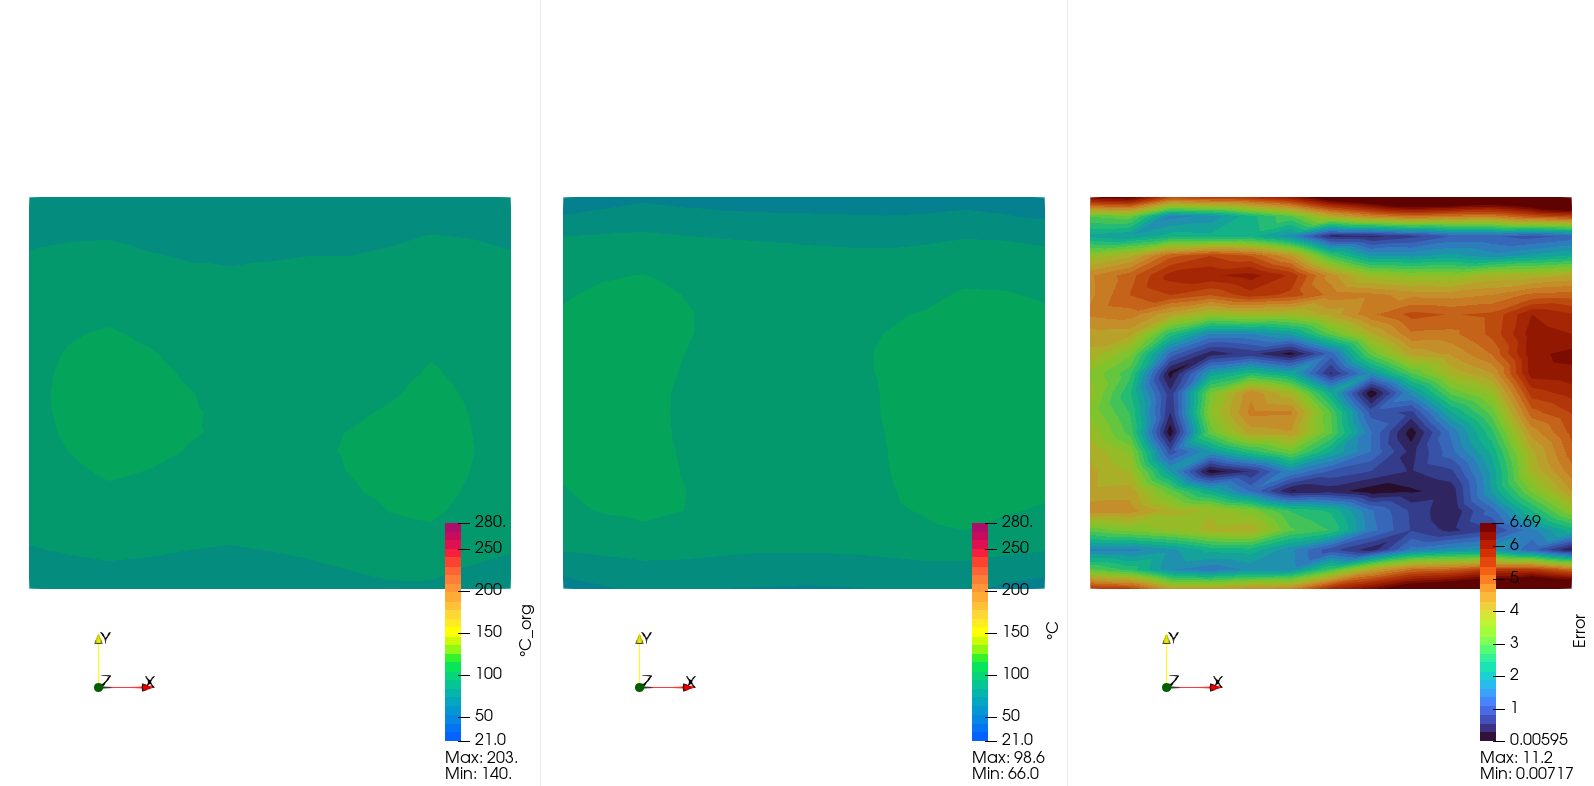 280.
250
200
150
100
50
21.0
°C_org
Max: 203.
Min: 140.
Y
Z
X
280.
250
200
150
100
50
21.0
°C
Max: 98.6
Min: 66.0
Y
Z
X
6.69
6
5
4
3
2
1
0.00595
Error
Max: 11.2
Min: 0.00717
Y
Z
X